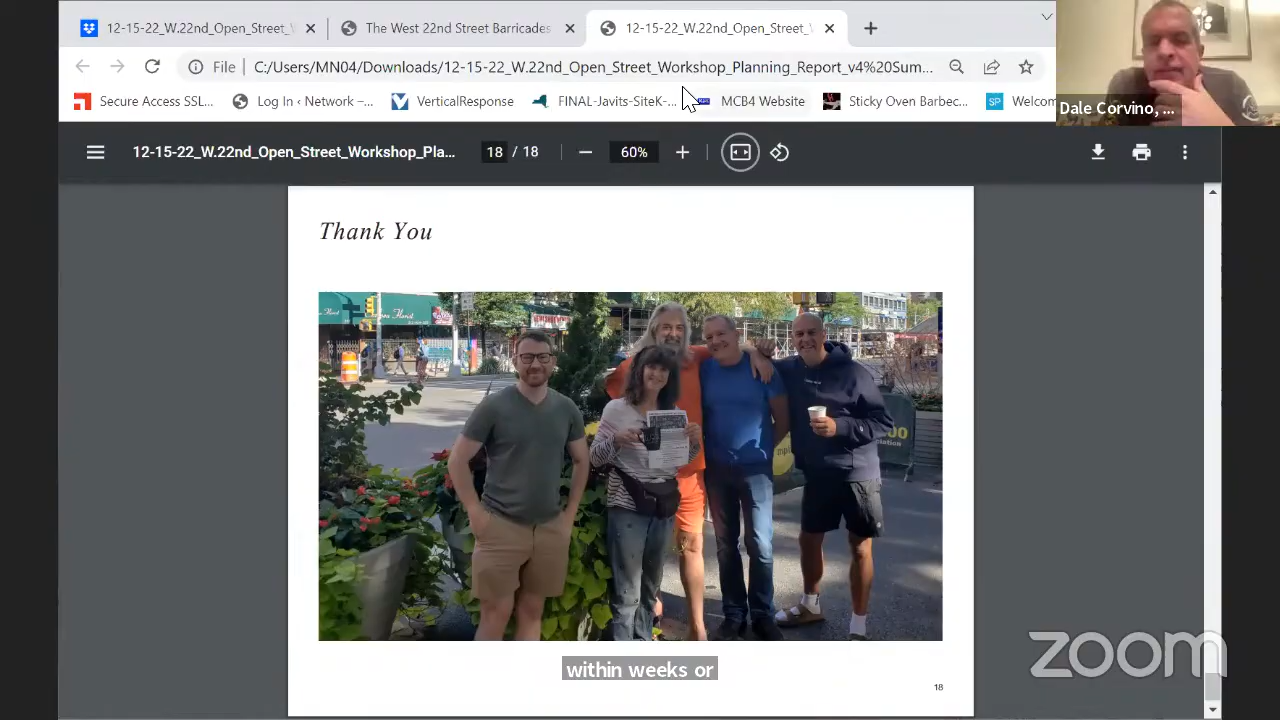 12-15-22_W.22nd_Open_Street_
The West 22nd Street Barricades
12-15-22_W.22nd_Open_Street_
File
C:/Users/MN04/Downloads/12-15-22_W.22nd_Open_Street_Workshop_Planning_Report_v4%20Sum...
Secure Access SSL...
Log In ‹ Network –...
VerticalResponse
FINAL-Javits-SiteK-...
MCB4 Website
Sticky Oven Barbec...
SP
Welcom
Dale Corvino, ...
12-15-22_W.22nd_Open_Street_Workshop_Pla...
18 / 18
60%
Thank You
within weeks or
18
zoom